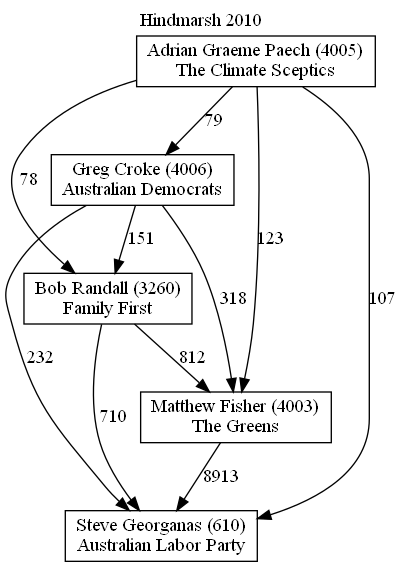 Hindmarsh 2010
Adrian Graeme Paech (4005)
The Climate Sceptics
79
Greg Croke (4006)
Australian Democrats
78
151
123
Bob Randall (3260)
Family First
318
107
232
812
Matthew Fisher (4003)
The Greens
710
8913
Steve Georganas (610)
Australian Labor Party